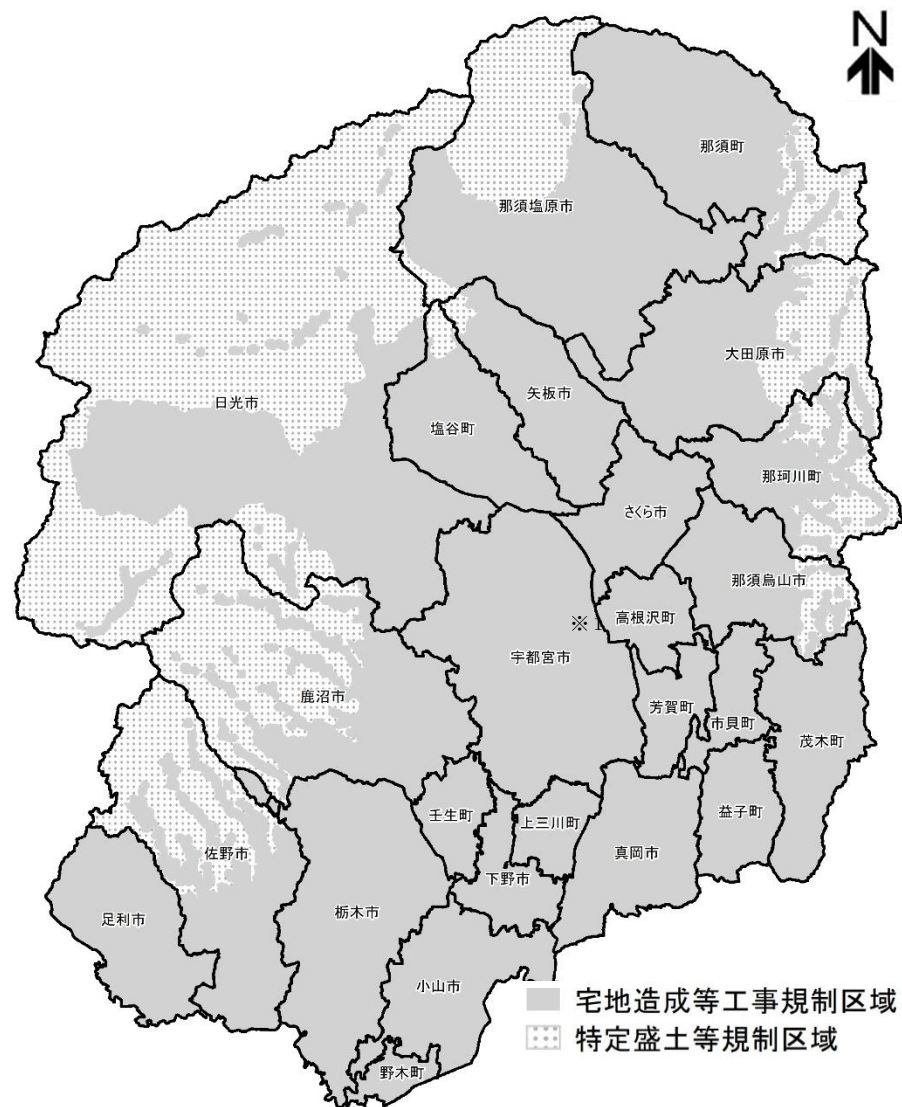 N
那須町
那須塩原市
大田原市
矢板市
日光市
塩谷町
那珂川町
さくら市
那須烏山市
高根沢町
※1
宇都宮市
鹿沼市
芳賀町
市貝町
茂木町
壬生町
上三川町
益子町
真岡市
佐野市
下野市
栃木市
足利市
小山市
野木町
宅地造成等工事規制区域
特定盛土等規制区域